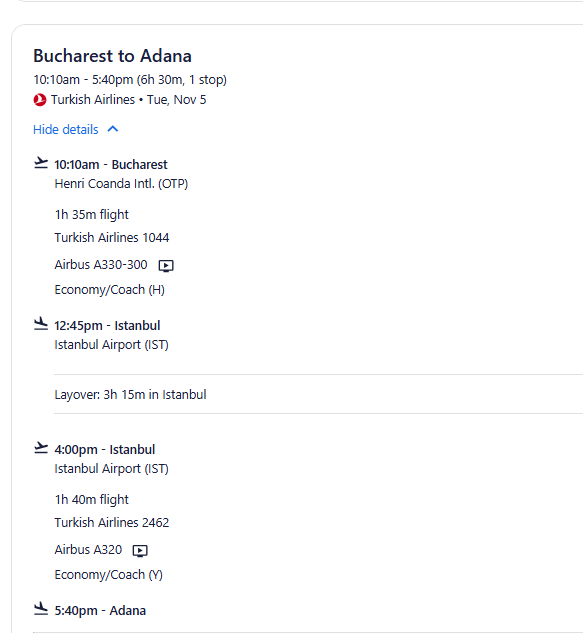 Bucharest to Adana
10:10am - 5:40pm (6h 30m, 1 stop)
Turkish Airlines • Tue, Nov 5
Hide details
10:10am - Bucharest
Henri Coanda Intl. (OTP)
1h 35m flight
Turkish Airlines 1044
Airbus A330-300
Economy/Coach (H)
12:45pm - Istanbul
Istanbul Airport (IST)
Layover: 3h 15m in Istanbul
4:00pm - Istanbul
Istanbul Airport (IST)
1h 40m flight
Turkish Airlines 2462
Airbus A320
Economy/Coach (Y)
5:40pm - Adana